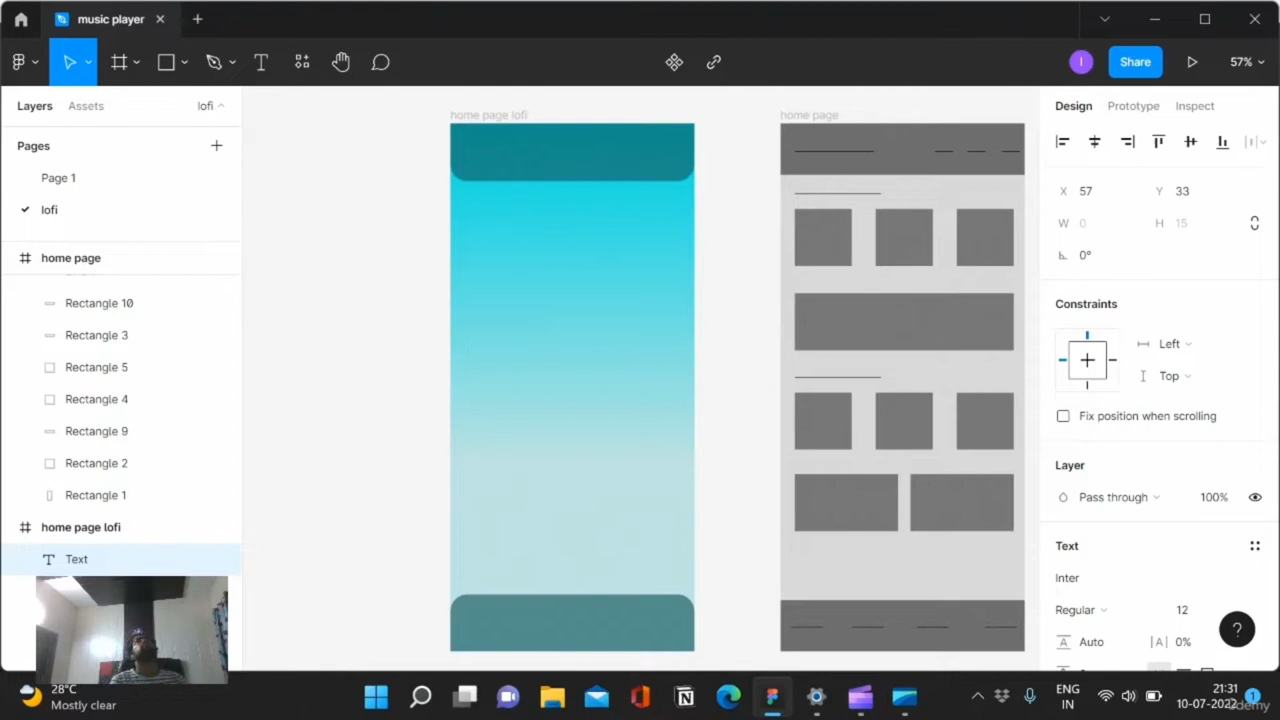 music player
57%
Share
I
Layers
Assets
lofi
Design
Prototype
Inspect
home page lofi
home page
Pages
Page 1
lofi
X 57
Y 33
W 0
H 15
0°
home page
Rectangle 10
Rectangle 3
Rectangle 5
Rectangle 4
Rectangle 9
Rectangle 2
Rectangle 1
home page lofi
Text
Constraints
Left
Top
Fix position when scrolling
Layer
Pass through
100%
Text
Inter
Regular
12
Auto
|A| 0%
?
28°C
Mostly clear
ENG
IN
21:31
10-07-2022
1
Udemy